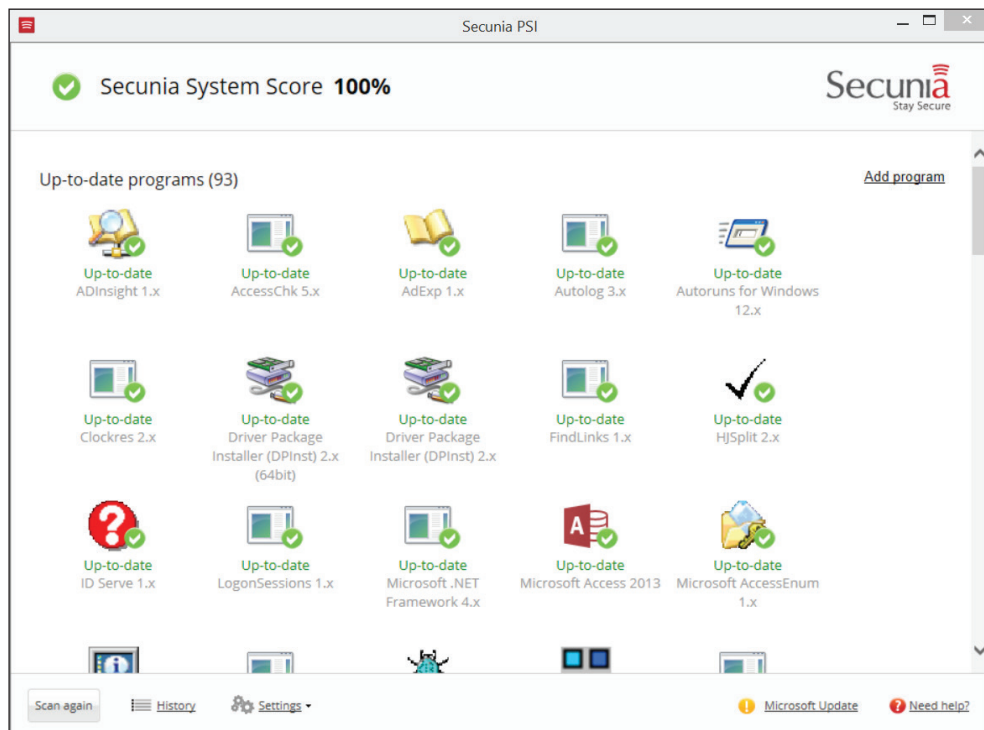 Secunia PSI
Secunia System Score 100%
Secunia
Stay Secure
Up-to-date programs (93)
Add program
Up-to-date
ADInsight 1.x
Up-to-date
AccessChk 5.x
Up-to-date
AdExp 1.x
Up-to-date
Autolog 3.x
Up-to-date
Autoruns for Windows
12.x
Up-to-date
Clockres 2.x
Up-to-date
Driver Package
Installer (DPInst) 2.x
(64bit)
Up-to-date
Driver Package
Installer (DPInst) 2.x
Up-to-date
FindLinks 1.x
Up-to-date
HJSplit 2.x
Up-to-date
ID Serve 1.x
Up-to-date
LogonSessions 1.x
Up-to-date
Microsoft .NET
Framework 4.x
A
Up-to-date
Microsoft Access 2013
Up-to-date
Microsoft AccessEnum
1.x
Scan again
History
Settings
Microsoft Update
Need help?